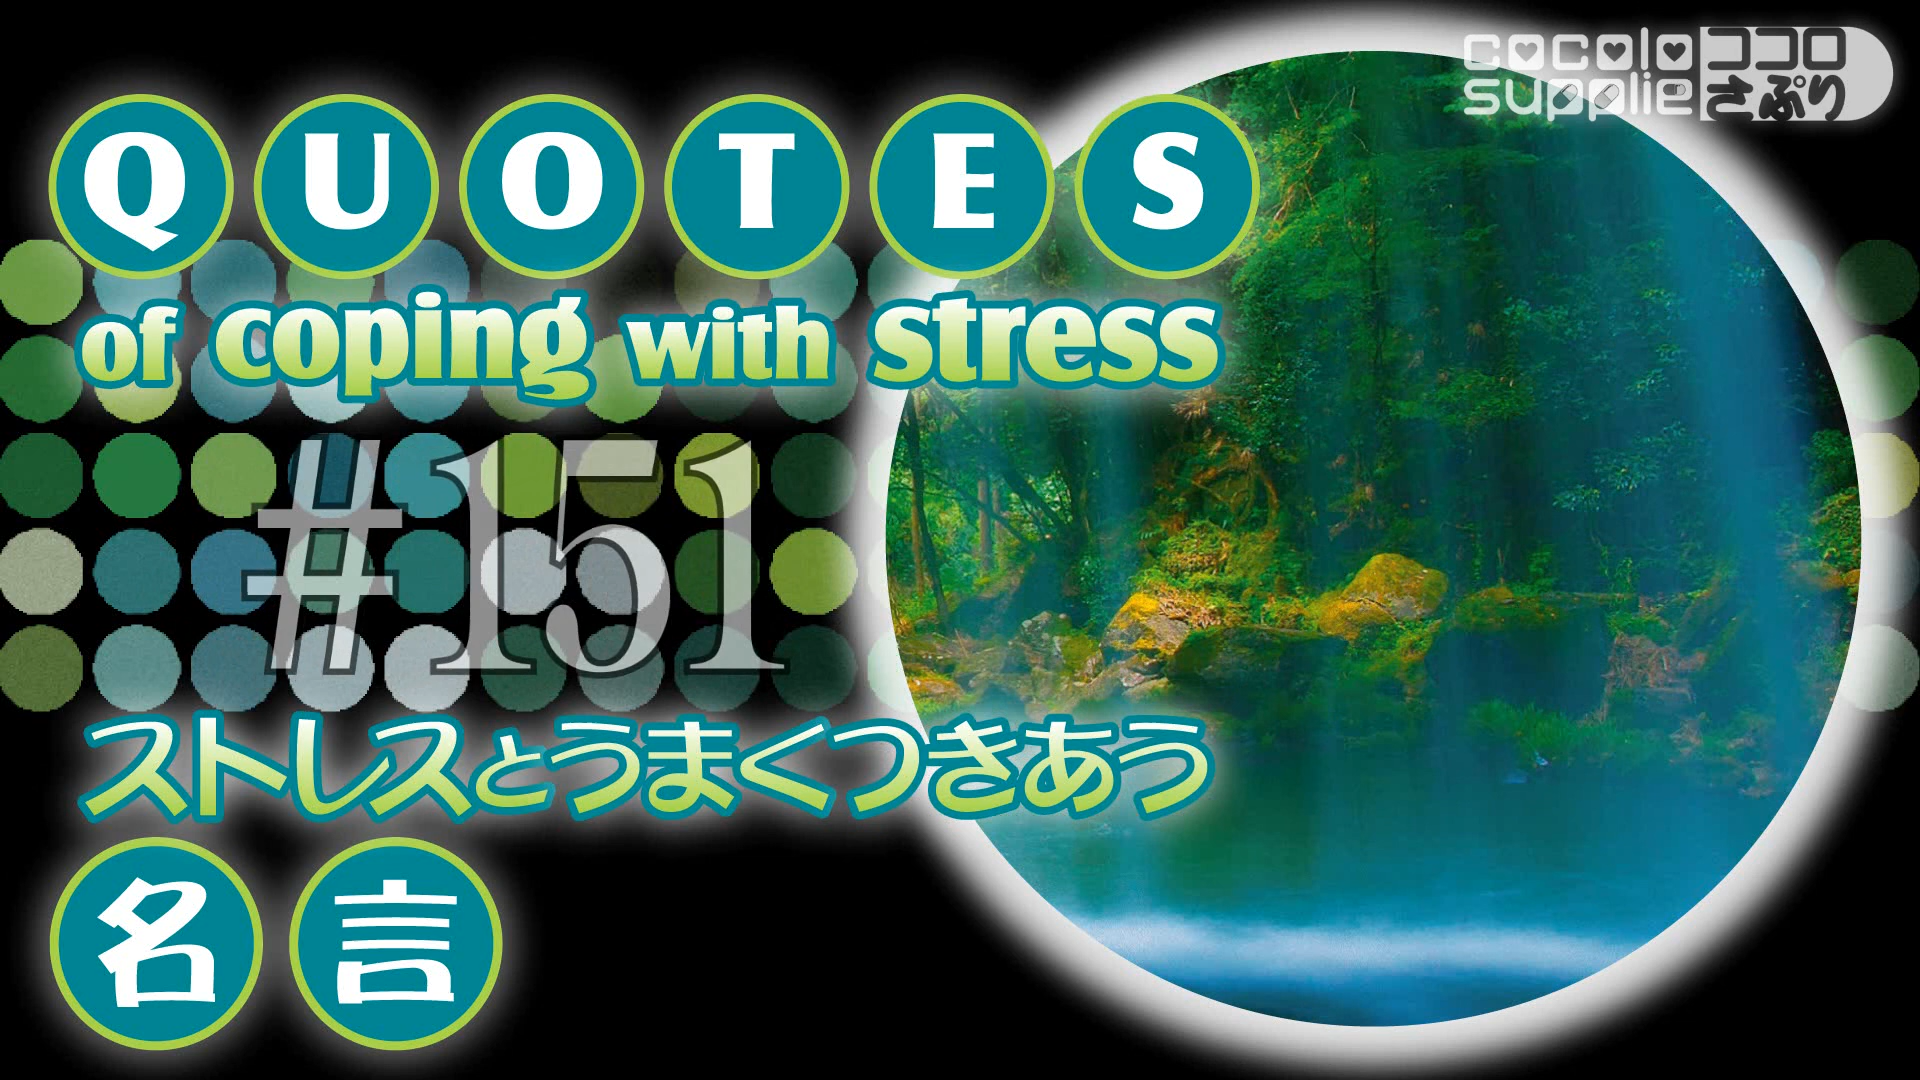 cocolo ココロ
supplie さぷり
QUOTES
of coping with stress
#151
ストレスとうまくつきあう
名言